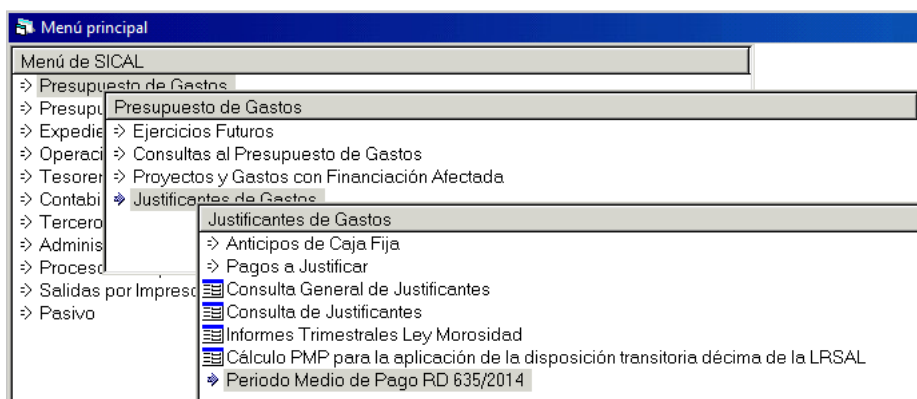 Menú principal
Menú de SICAL
Presupuesto de Gastos
Presupu
Expedie
Operaci
Tesorer
Contabi
Tercero
Adminis
Proceso
Salidas por Impreso
Pasivo
Presupuesto de Gastos
Ejercicios Futuros
Consultas al Presupuesto de Gastos
Proyectos y Gastos con Financiación Afectada
Justificantes de Gastos
Justificantes de Gastos
Anticipos de Caja Fija
Pagos a Justificar
Consulta General de Justificantes
Consulta de Justificantes
Informes Trimestrales Ley Morosidad
Cálculo PMP para la aplicación de la disposición transitoria décima de la LRSAL
Periodo Medio de Pago RD 635/2014